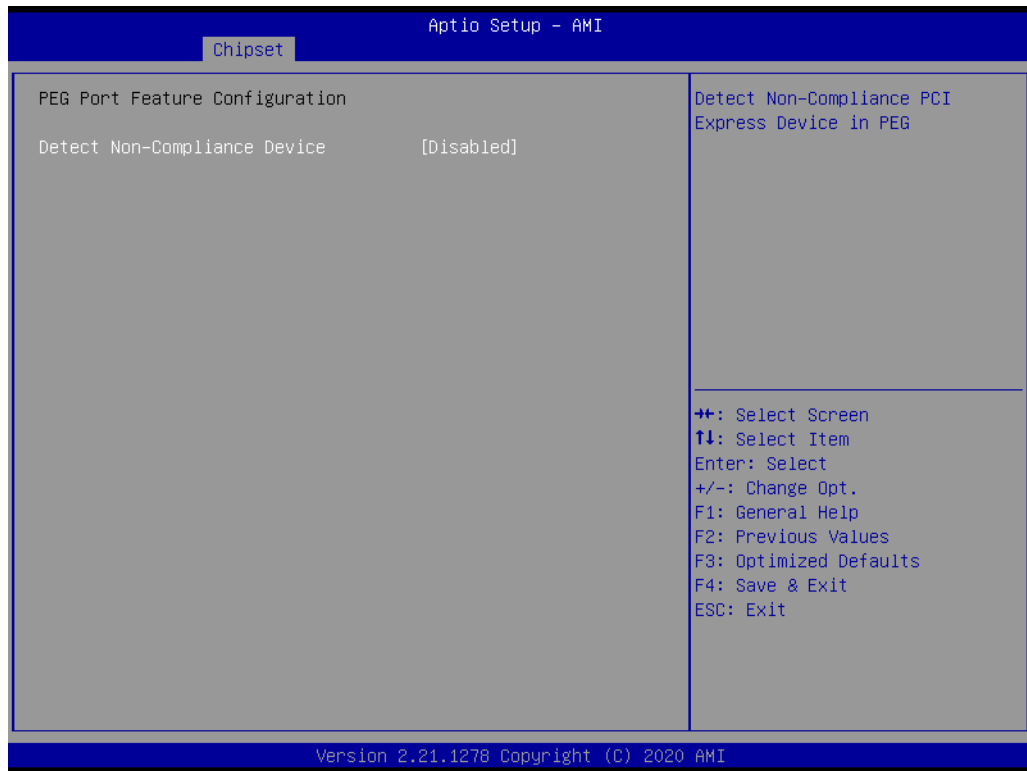 Aptio Setup – AMI
Chipset
PEG Port Feature Configuration
Detect Non-Compliance Device [Disabled]
Detect Non-Compliance PCI
Express Device in PEG
→←: Select Screen
↑↓: Select Item
Enter: Select
+/-: Change Opt.
F1: General Help
F2: Previous Values
F3: Optimized Defaults
F4: Save & Exit
ESC: Exit
Version 2.21.1278 Copyright (C) 2020 AMI